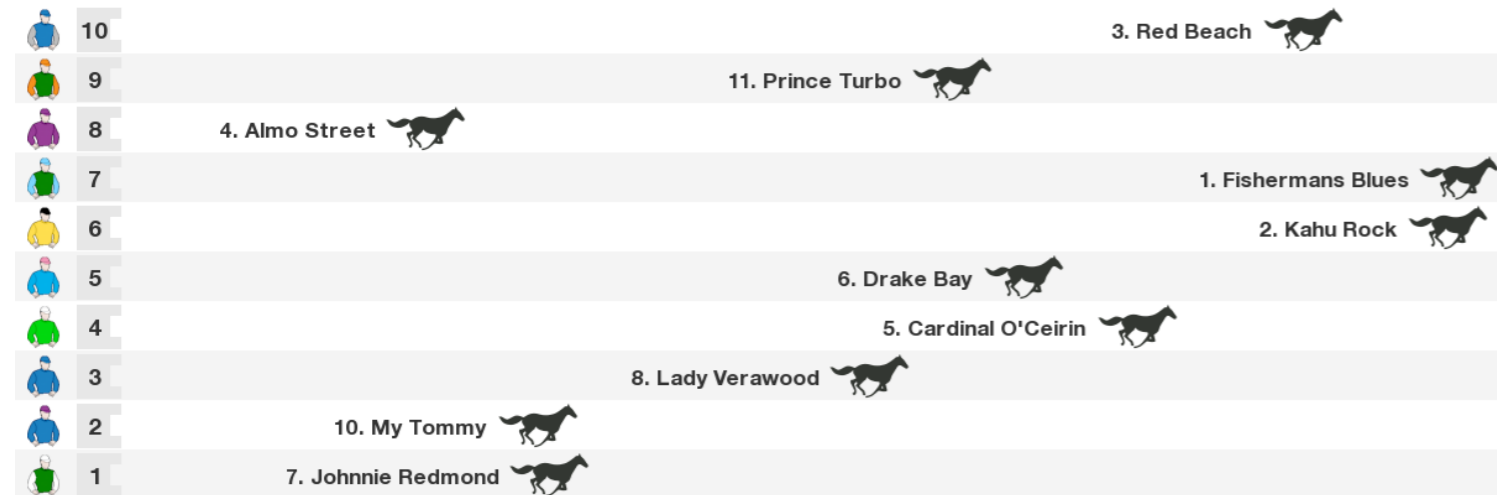 10 3. Red Beach
9 11. Prince Turbo
8 4. Almo Street
7 1. Fishermans Blues
6 2. Kahu Rock
5 6. Drake Bay
4 5. Cardinal O'Ceirin
3 8. Lady Verawood
2 10. My Tommy
1 7. Johnnie Redmond